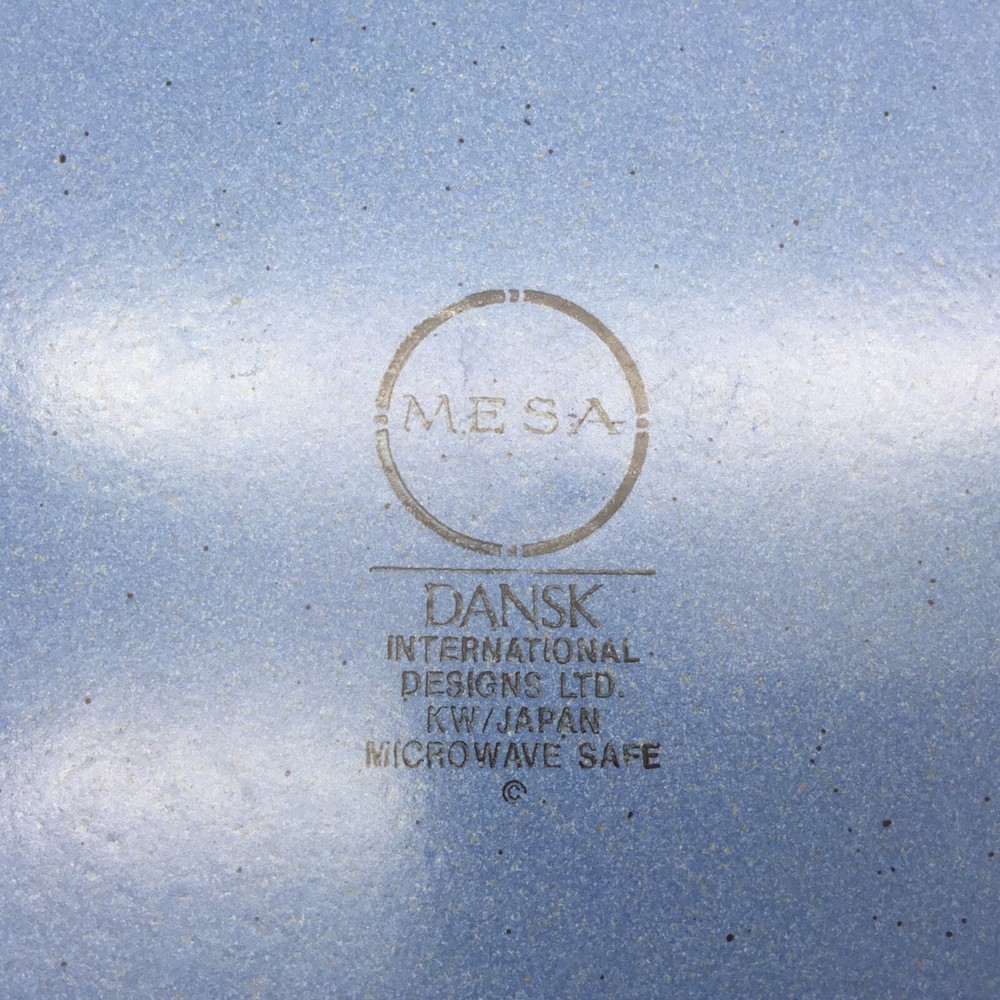 MESA
DANSK
INTERNATIONAL
DESIGNS LTD.
KW/JAPAN
MICROWAVE SAFE
©